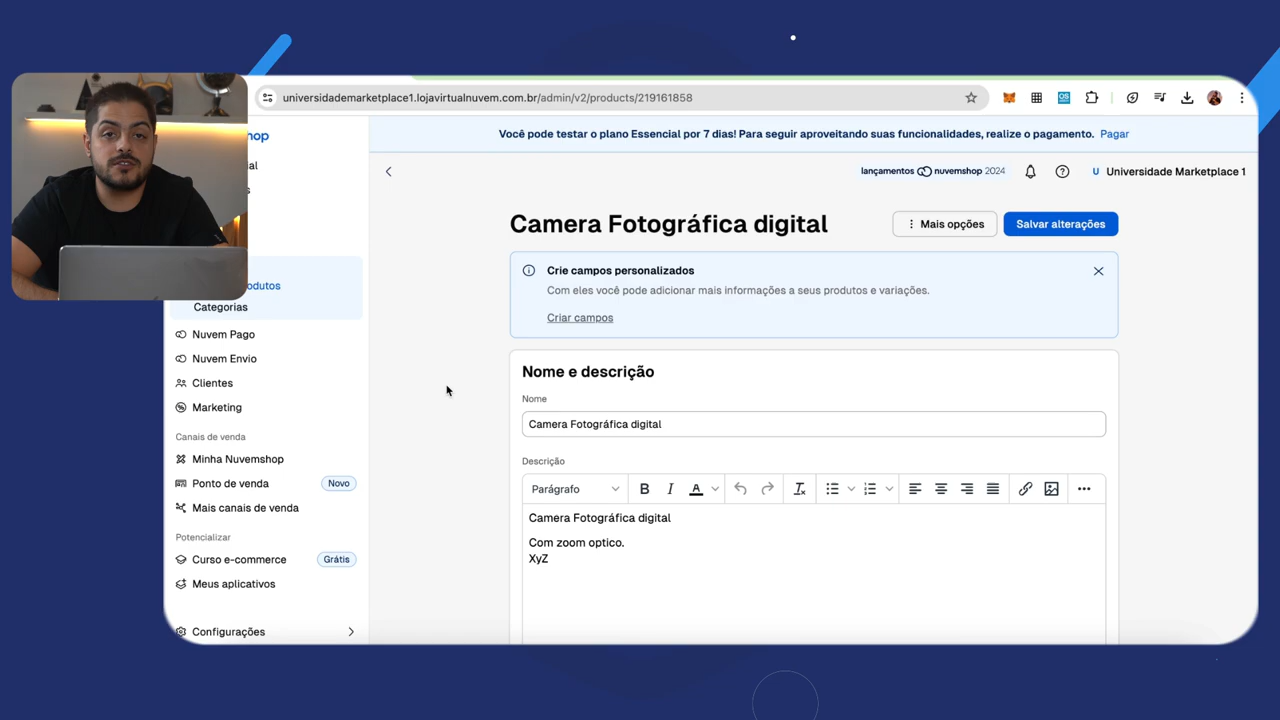 universidademarketplace1.lojavirtualnuvem.com.br/admin/v2/products/219161858
Você pode testar o plano Essencial por 7 dias! Para seguir aproveitando suas funcionalidades, realize o pagamento. Pagar
lançamentos nuvemshop 2024
U Universidade Marketplace 1
Camera Fotográfica digital
Mais opções
Salvar alterações
Crie campos personalizados
Com eles você pode adicionar mais informações a seus produtos e variações.
Criar campos
Categorias
Nuvem Pago
Nuvem Envio
Clientes
Marketing
Canais de venda
Minha Nuvemshop
Ponto de venda Novo
Mais canais de venda
Potencializar
Curso e-commerce Grátis
Meus aplicativos
Configurações
Nome e descrição
Nome
Camera Fotográfica digital
Descrição
Parágrafo B I A
Camera Fotográfica digital
Com zoom optico.
XyZ